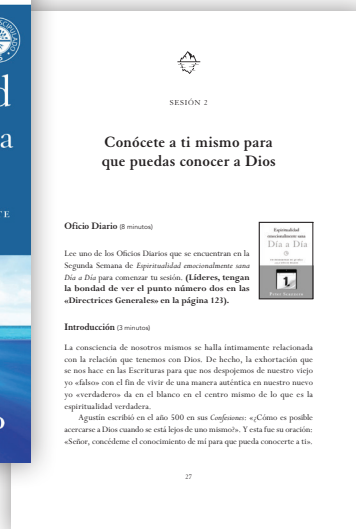 SESIÓN 2
Conócete a ti mismo para
que puedas conocer a Dios
Oficio Diario (8 minutos)
Lee uno de los Oficios Diarios que se encuentran en la
Segunda Semana de Espiritualidad emocionalmente sana
Día a Día para comenzar tu sesión. (Líderes, tengan
la bondad de ver el punto número dos en las
«Directrices Generales» en la página 123).
Espiritualidad
emocionalmente sana
Día a Día
Introducción (3 minutos)
La consciencia de nosotros mismos se halla íntimamente relacionada
con la relación que tenemos con Dios. De hecho, la exhortación que
se nos hace en las Escrituras para que nos despojemos de nuestro viejo
yo «falso» con el fin de vivir de una manera auténtica en nuestro nuevo
yo «verdadero» da en el blanco en el centro mismo de lo que es la
espiritualidad verdadera.
Agustín escribió en el año 500 en sus Confesiones: «¿Cómo es posible
acercarse a Dios cuando se está lejos de uno mismo?». Y esta fue su oración:
«Señor, concédeme el conocimiento de mí para que pueda conocerte a ti».
27